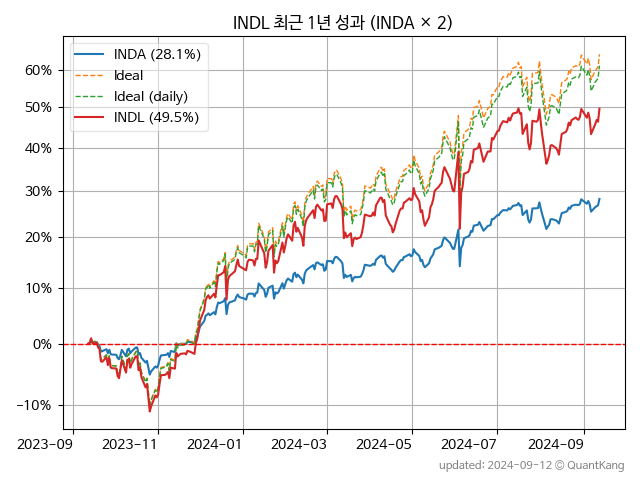 INDL 최근 1년 성과 (INDA × 2)
INDA (28.1%)
Ideal
Ideal (daily)
INDL (49.5%)
60%
50%
40%
30%
20%
10%
0%
−10%
2023-09
2023-11
2024-01
2024-03
2024-05
2024-07
2024-09
updated: 2024-09-12 © QuantKang